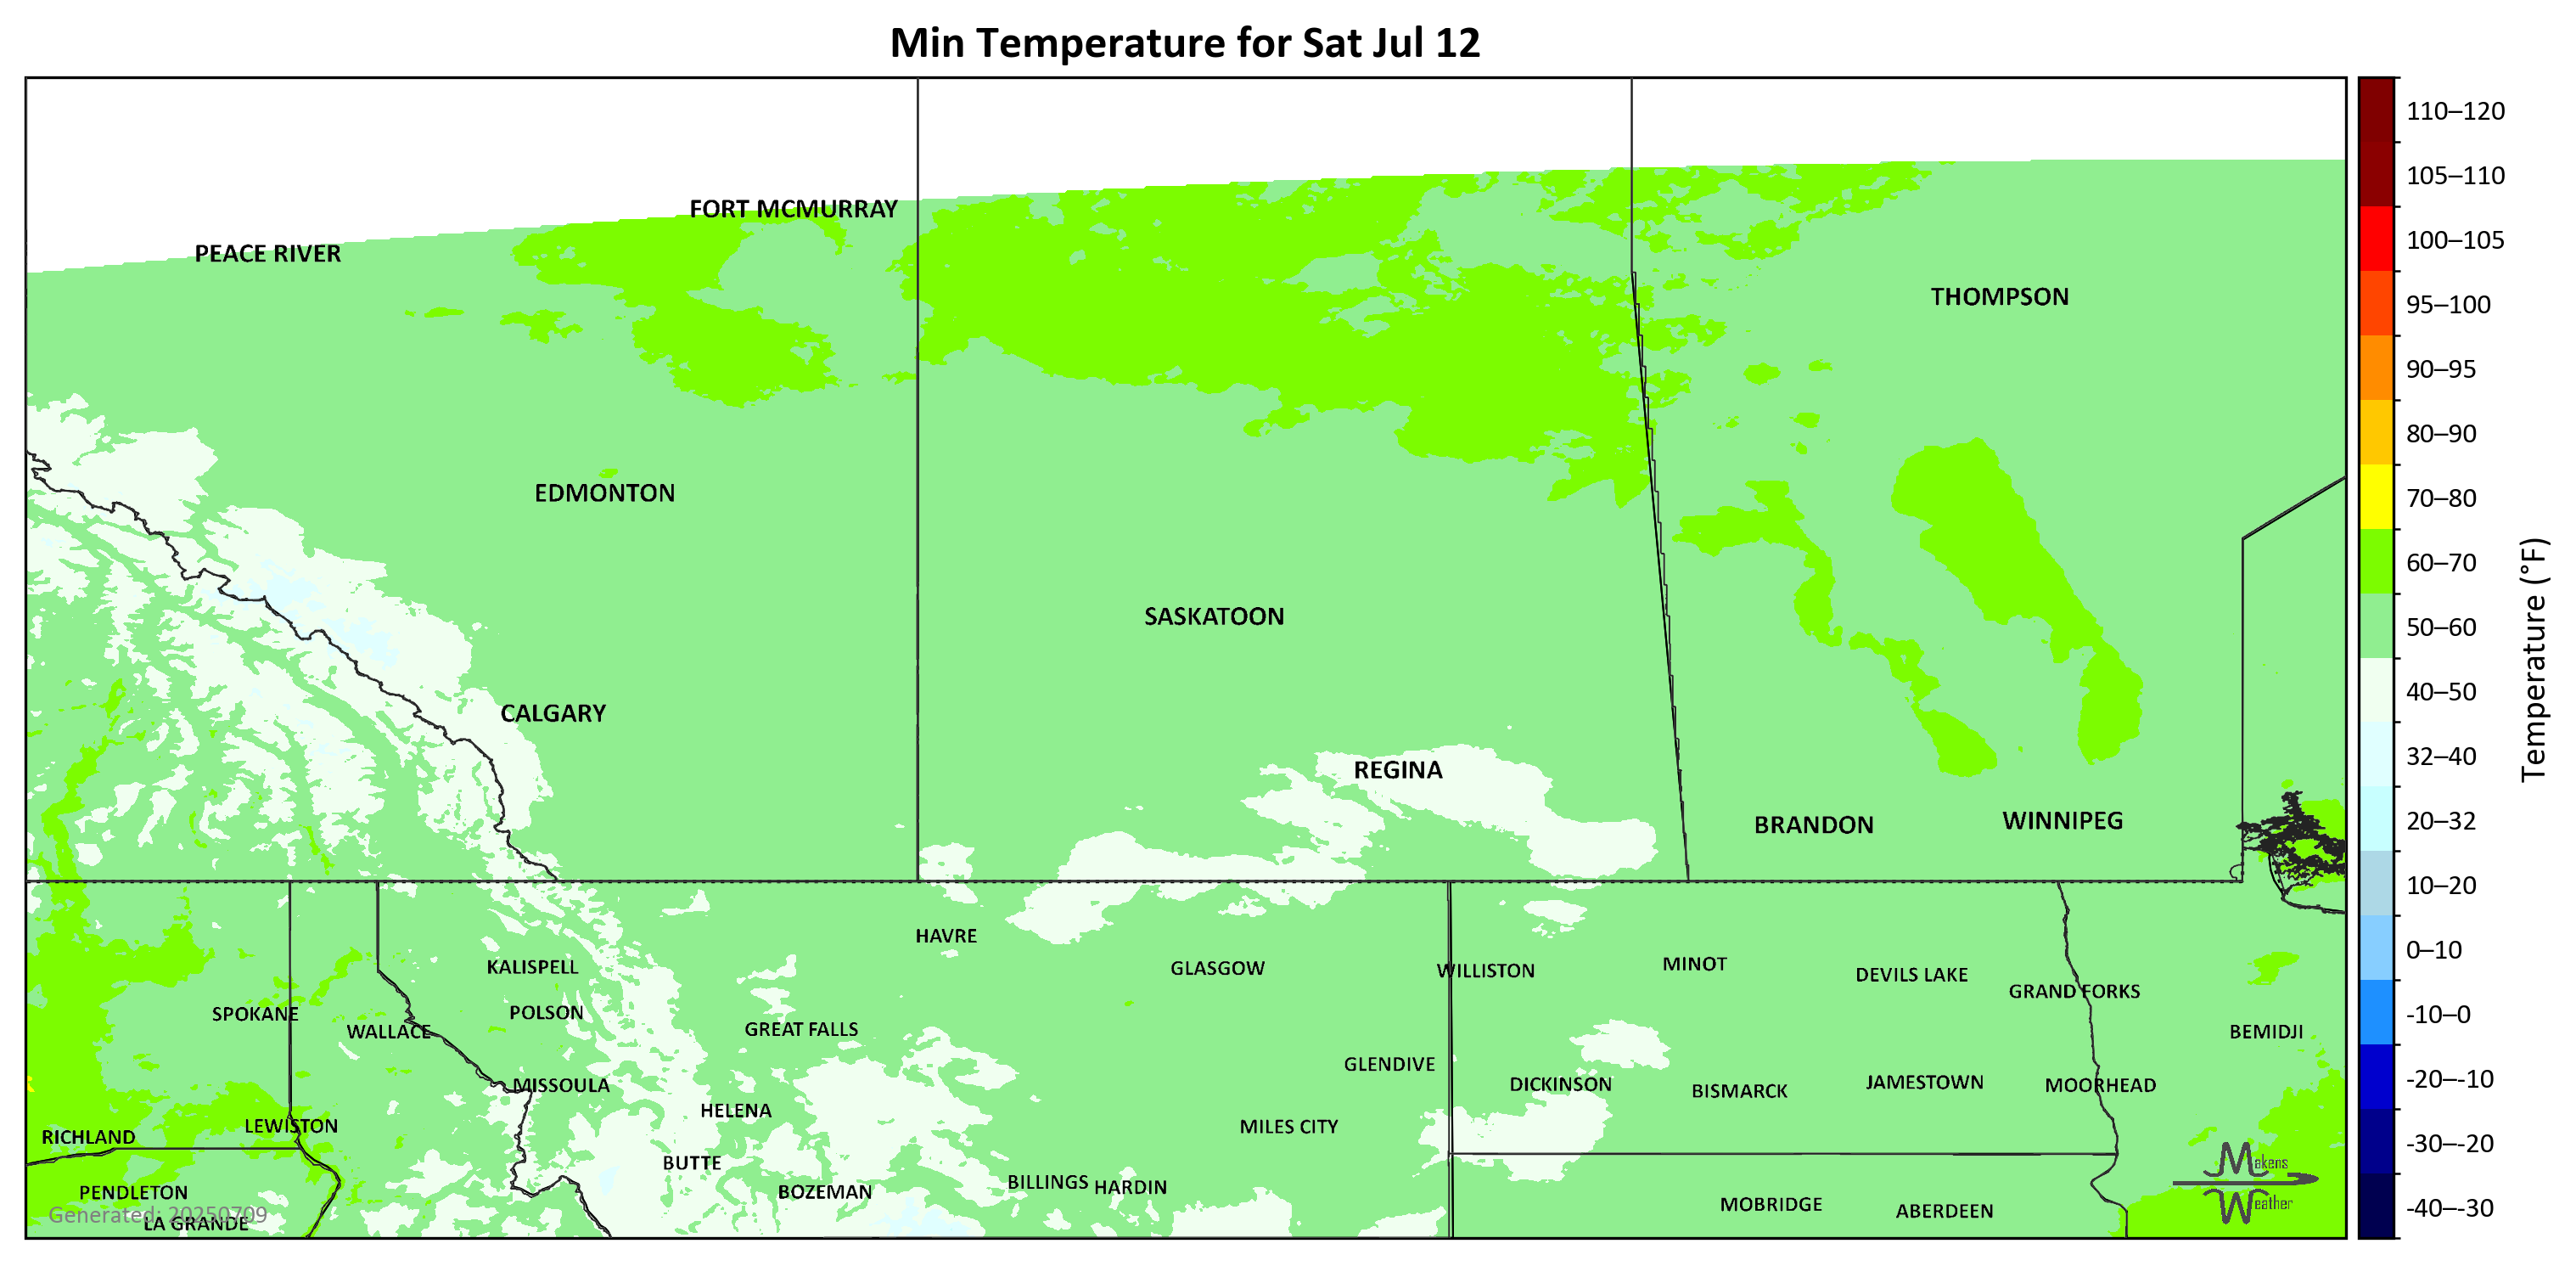 Min Temperature for Sat Jul 12
FORT MCMURRAY
PEACE RIVER
THOMPSON
EDMONTON
SASKATOON
CALGARY
REGINA
BRANDON
WINNIPEG
HAVRE
KALISPELL
GLASGOW
WILLISTON
MINOT
DEVILS LAKE
GRAND FORKS
SPOKANE
POLSON
WALLACE
GREAT FALLS
BEMIDJI
GLENDIVE
MISSOULA
DICKINSON
BISMARCK
JAMESTOWN
MOORHEAD
HELENA
LEWISTON
RICHLAND
MILES CITY
BUTTE
PENDLETON
BOZEMAN
BILLINGS
HARDIN
MOBRIDGE
ABERDEEN
Generated: 20250709
LA GRANDE
Makens
Weather
110–120
105–110
100–105
95–100
90–95
80–90
70–80
60–70
50–60
40–50
32–40
20–32
10–20
0–10
-10–0
-20–-10
-30–-20
-40–-30
Temperature (°F)